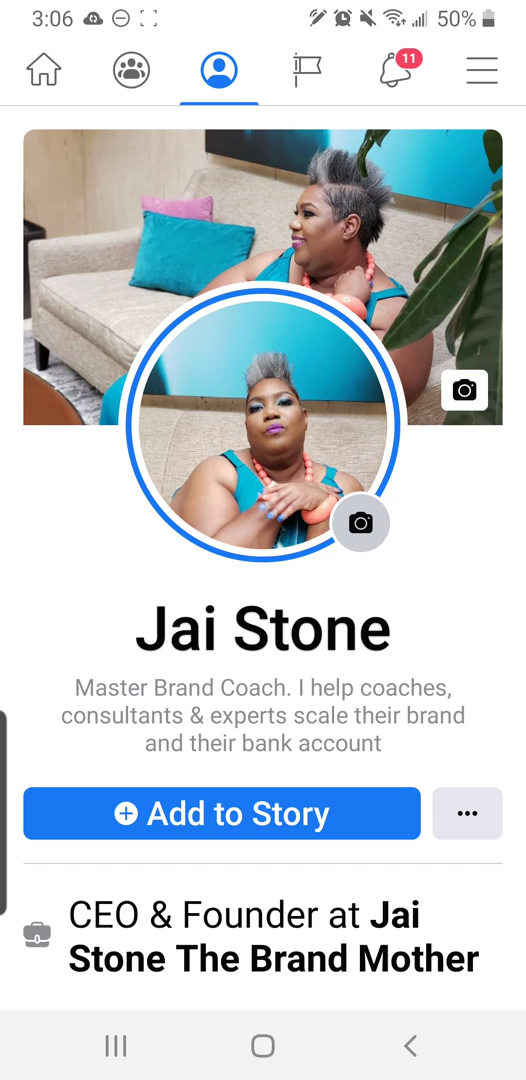 3:06 50%
11
Jai Stone
Master Brand Coach. I help coaches,
consultants & experts scale their brand
and their bank account
Add to Story
CEO & Founder at Jai
Stone The Brand Mother